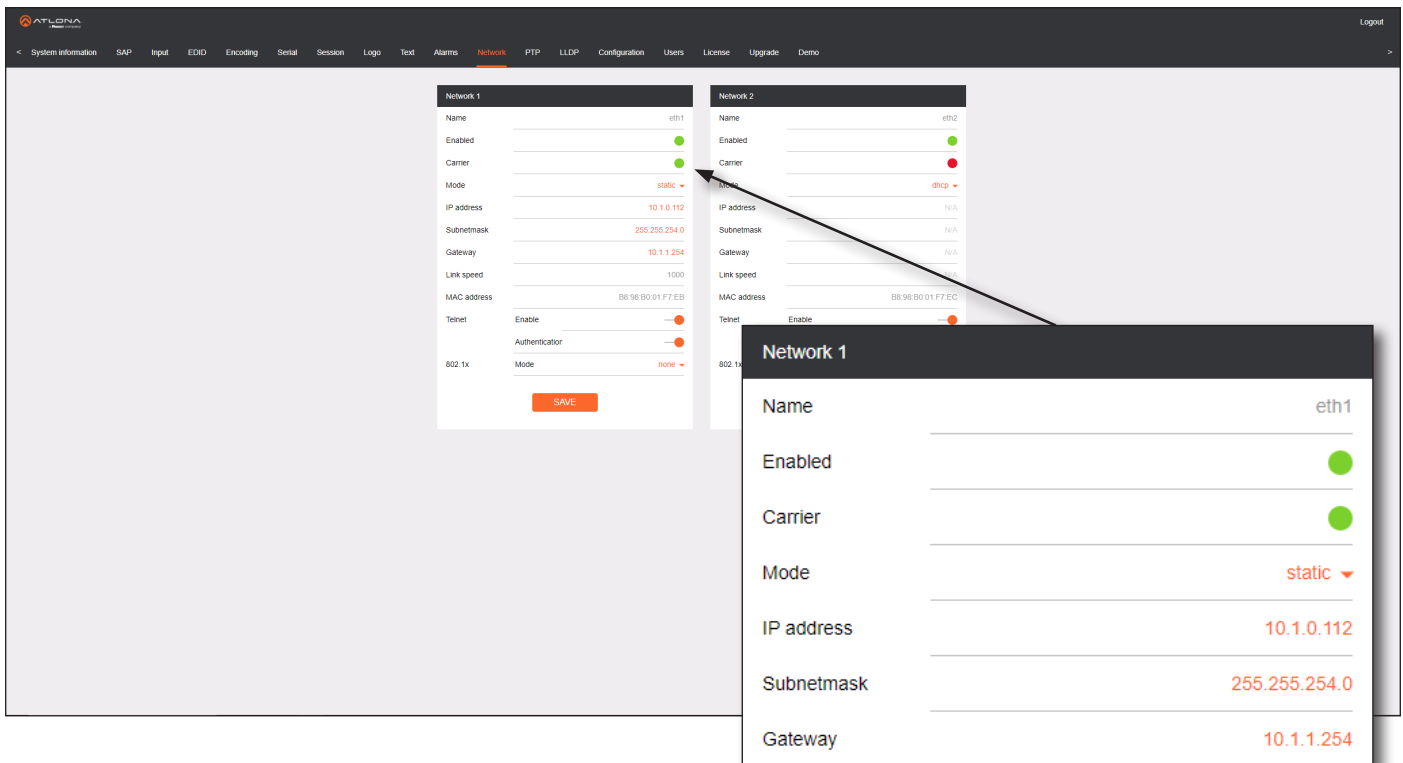 ATLONA
Logout
< System information SAP Input EDID Encoding Serial Session Logo Text Alarms Network PTP LLDP Configuration Users License Upgrade Demo >
Network 1
Name eth1
Enabled
Carrier
Mode static
IP address 10.1.0.112
Subnetmask 255.255.254.0
Gateway 10.1.1.254
Link speed 1000
MAC address B8:98:B0:01:F7:EB
Telnet Enable
Authentication
802.1x Mode none
SAVE
Network 2
Name eth2
Enabled
Carrier
Mode dhcp
IP address N/A
Subnetmask N/A
Gateway N/A
Link speed N/A
MAC address B8:98:B0:01:F7:EC
Telnet Enable
802.1x
Network 1
Name eth1
Enabled
Carrier
Mode static
IP address 10.1.0.112
Subnetmask 255.255.254.0
Gateway 10.1.1.254